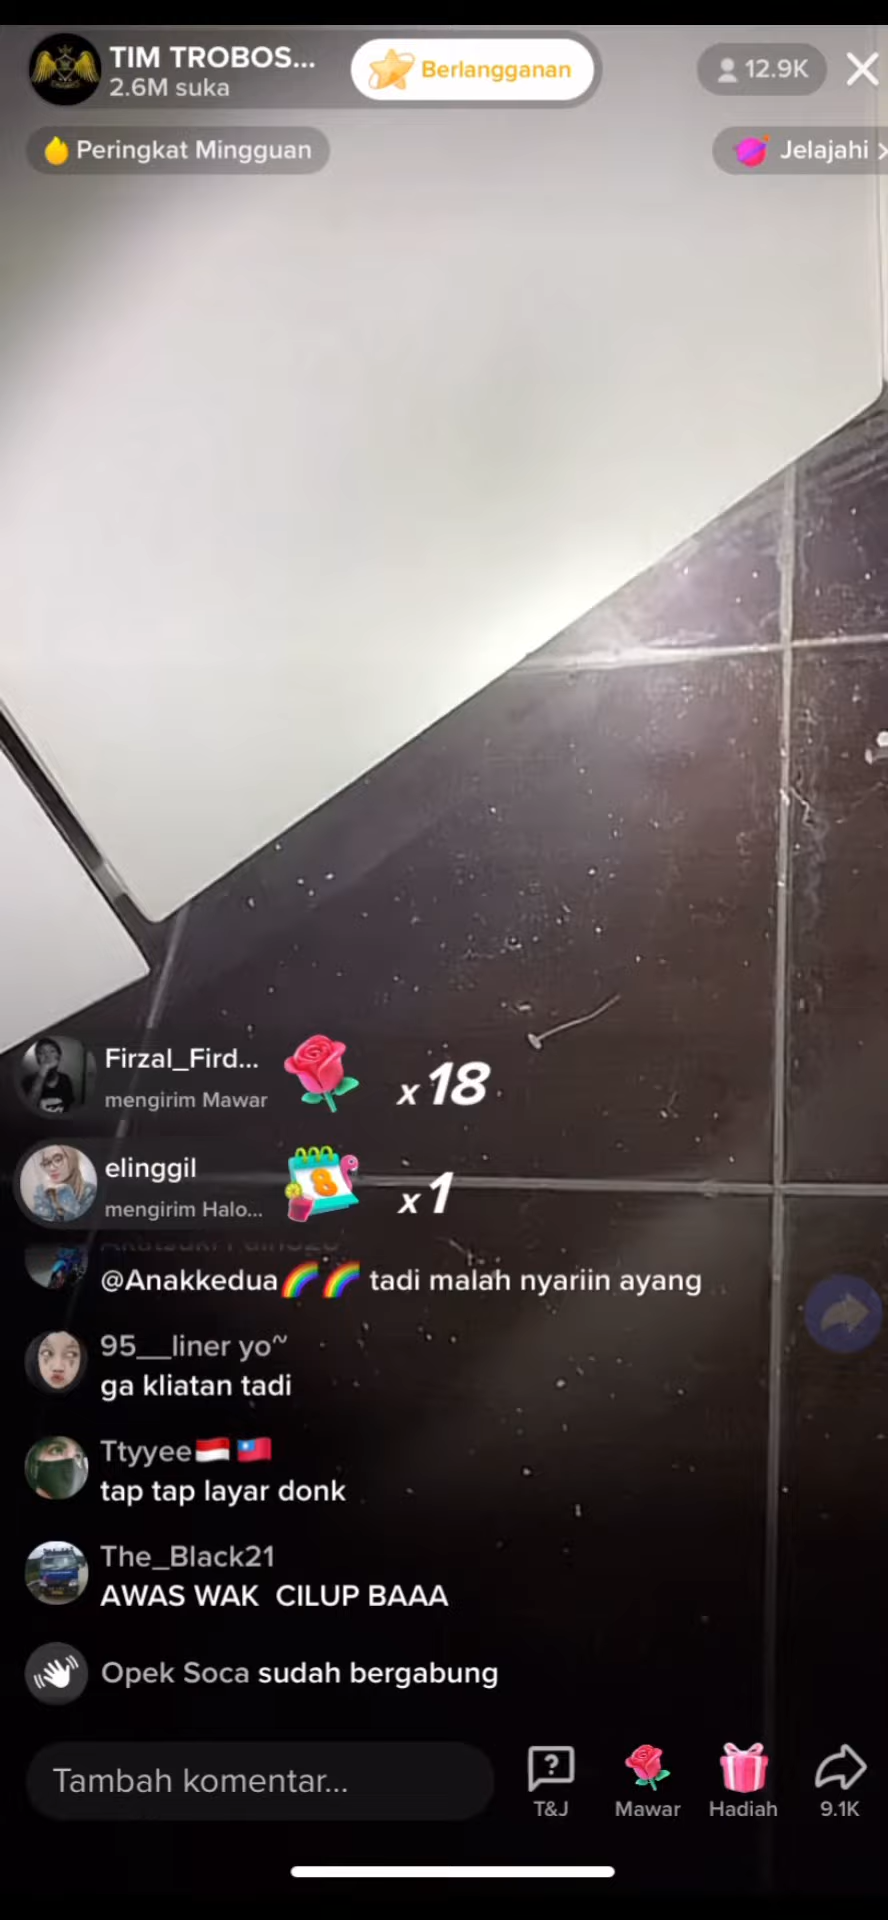 TIM TROBOS...
2.6M suka
Berlangganan
12.9K
Peringkat Mingguan
Jelajahi >
Firzal_Fird...
mengirim Mawar
x 18
elinggil
8
mengirim Halo...
x1
@Anakkedua🌈🌈 tadi malah nyariin ayang
95__liner yo~
ga kliatan tadi
Ttyyee🇮🇩🇹🇼
tap tap layar donk
The_Black21
AWAS WAK  CILUP BAAA
Opek Soca sudah bergabung
Tambah komentar...
T&J
Mawar
Hadiah
9.1K